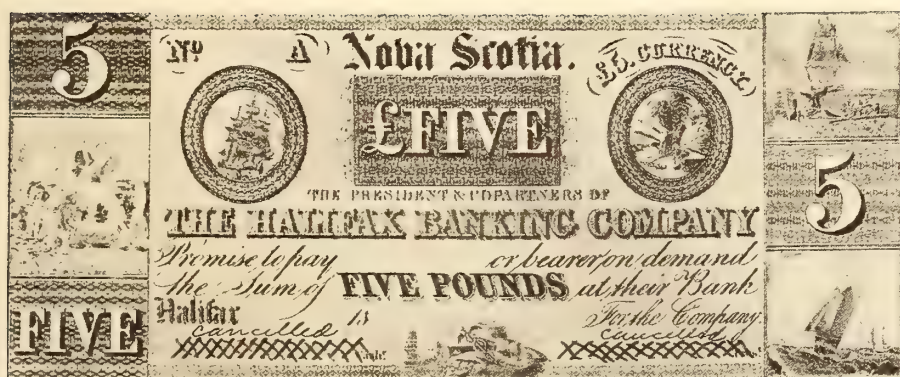 5
No A
Nova Scotia.
£5. CURRENCY
£FIVE
THE PRESIDENT & COPARTNERS OF
THE HALIFAX BANKING COMPANY
5
Promise to pay or bearer on demand
the Sum of FIVE POUNDS at their Bank
Halifax 18 For the Company
cancelled cancelled
FIVE